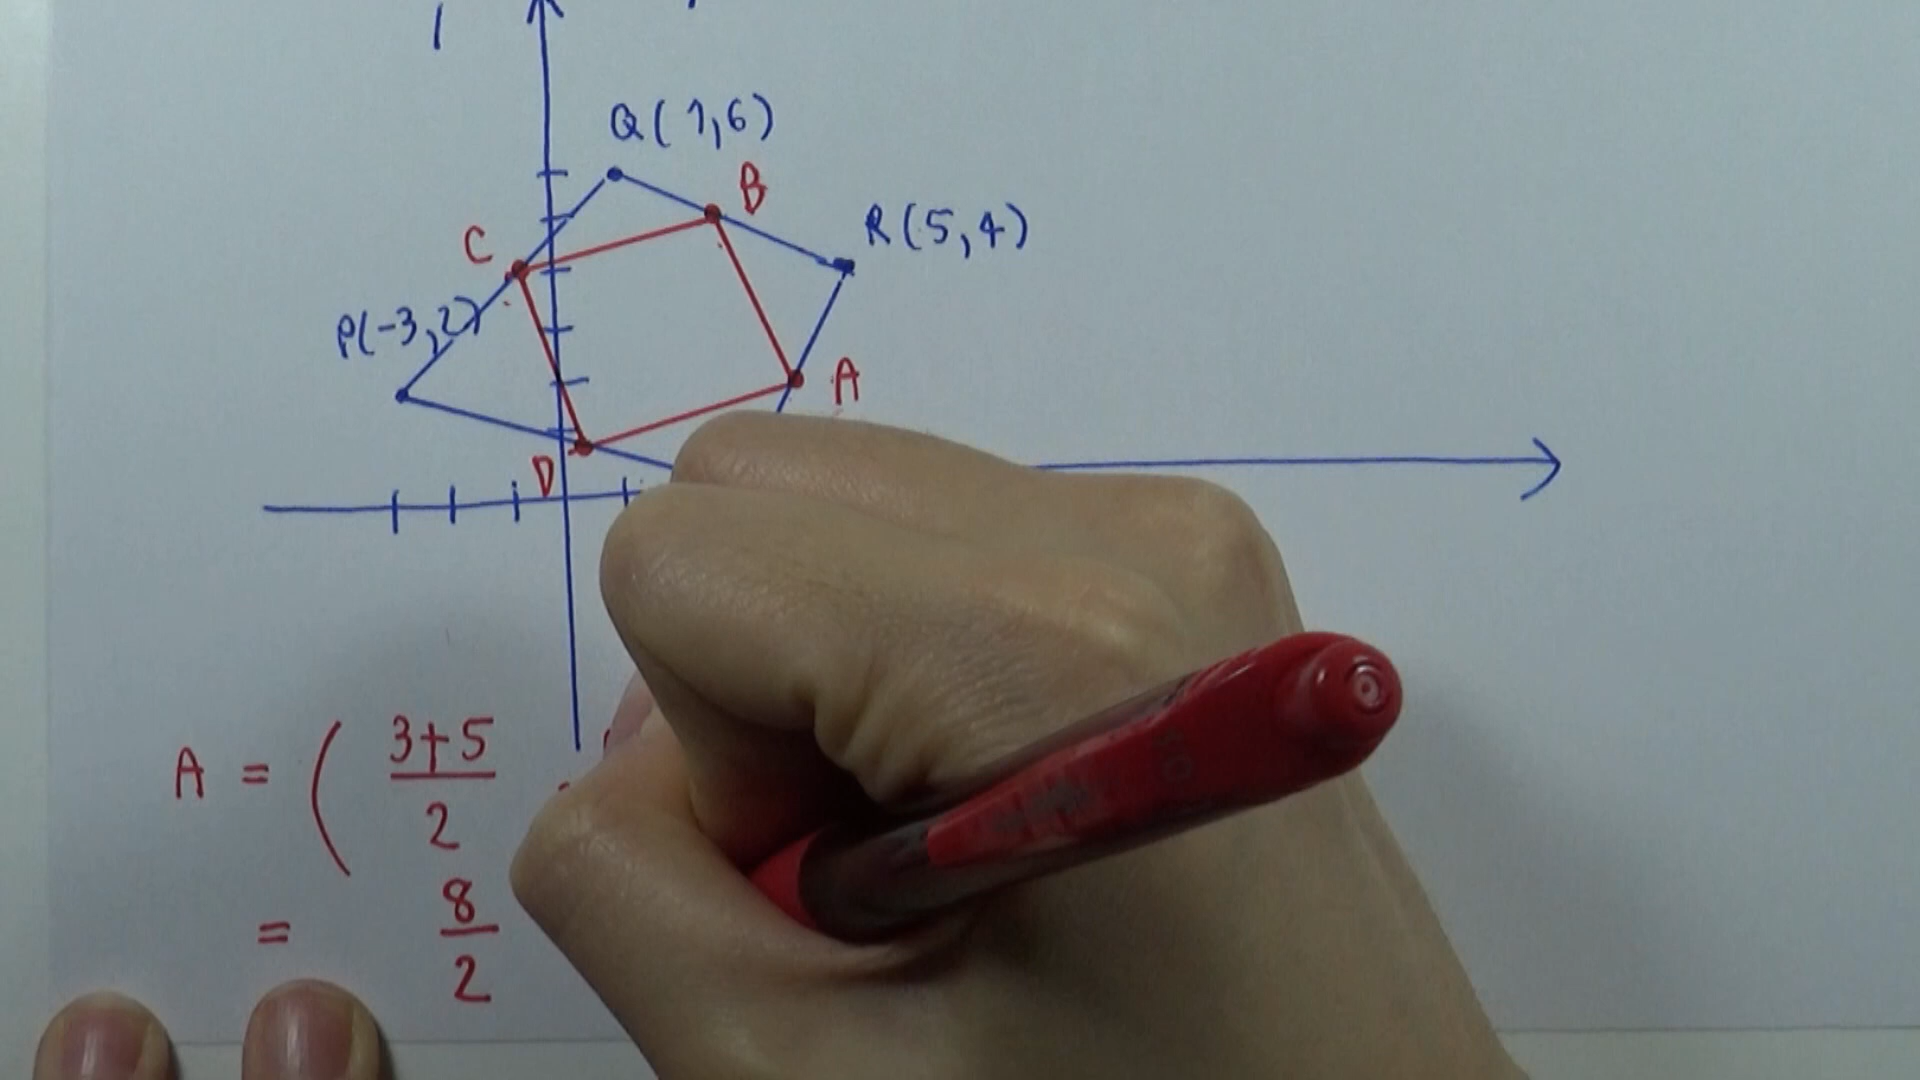 Q(1,6)
B
R(5,4)
C
P(-3,2)
A
D
A = ( 3+5
2
= 8
2